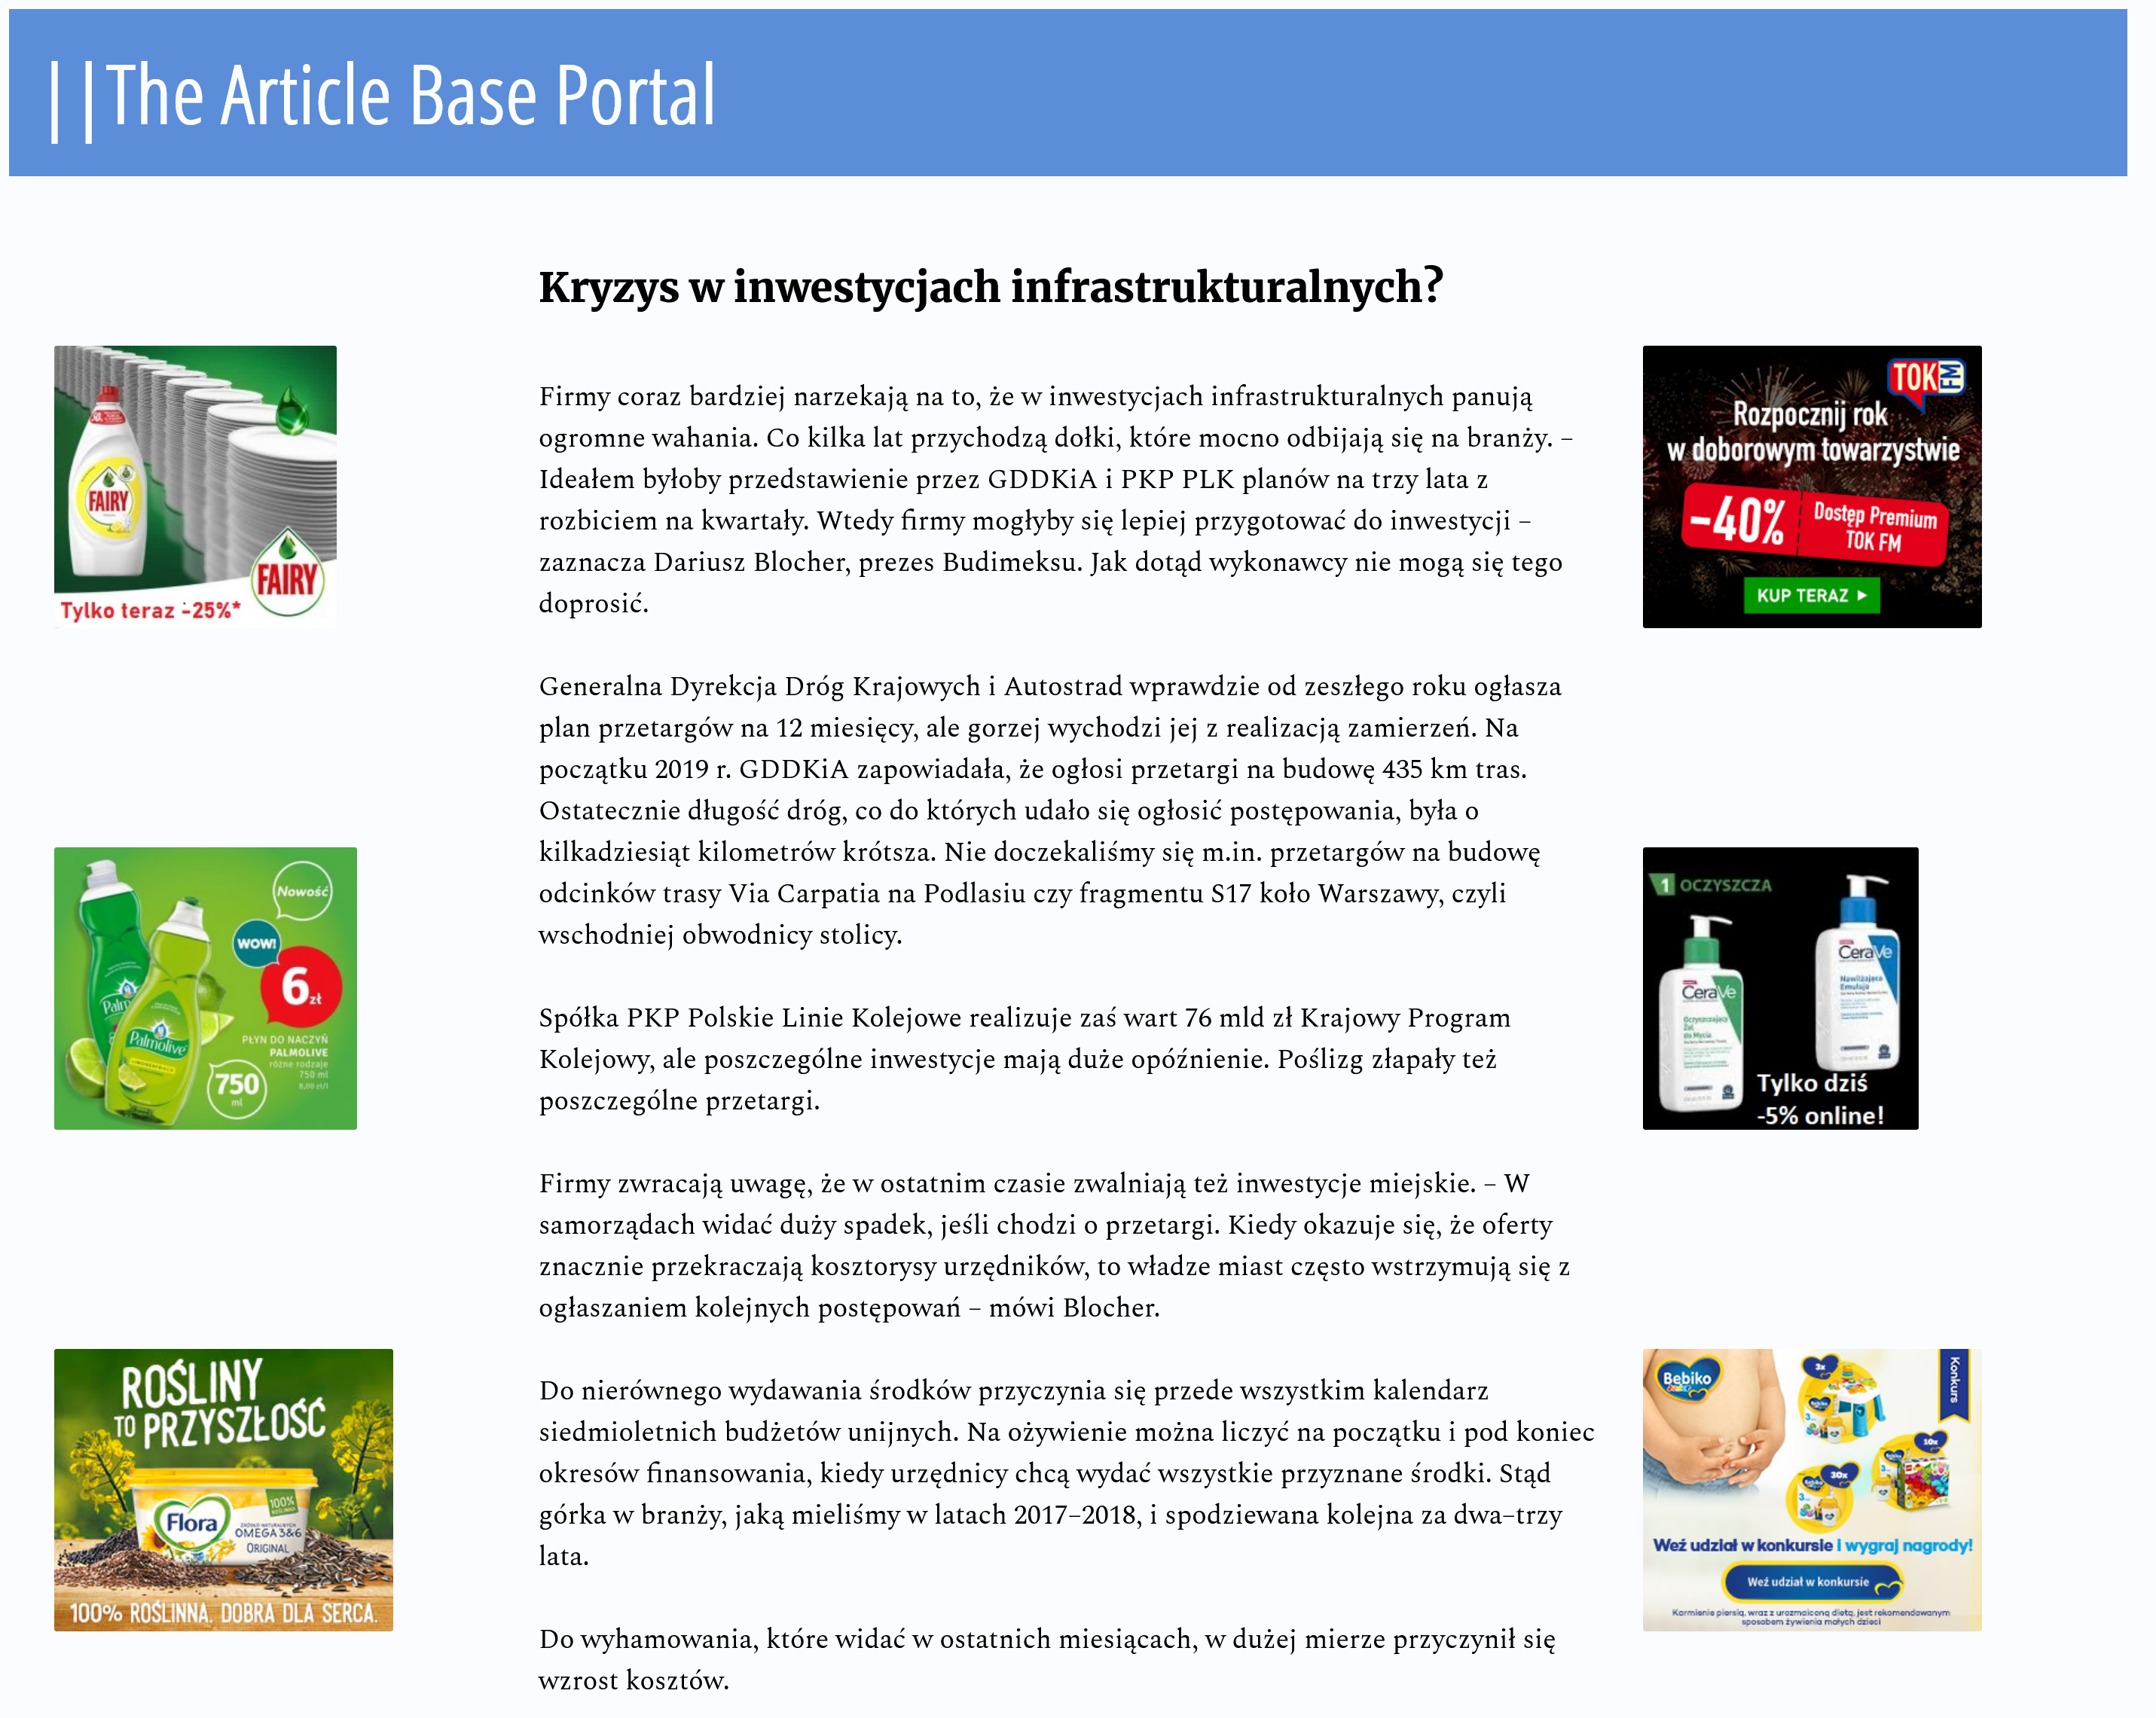 ||The Article Base Portal
Kryzys w inwestycjach infrastrukturalnych?
Firmy coraz bardziej narzekają na to, że w inwestycjach infrastrukturalnych panują
ogromne wahania. Co kilka lat przychodzą dołki, które mocno odbijają się na branży. –
Ideałem byłoby przedstawienie przez GDDKiA i PKP PLK planów na trzy lata z
rozbiciem na kwartały. Wtedy firmy mogłyby się lepiej przygotować do inwestycji –
zaznacza Dariusz Blocher, prezes Budimeksu. Jak dotąd wykonawcy nie mogą się tego
doprosić.
Generalna Dyrekcja Dróg Krajowych i Autostrad wprawdzie od zeszłego roku ogłasza
plan przetargów na 12 miesięcy, ale gorzej wychodzi jej z realizacją zamierzeń. Na
początku 2019 r. GDDKiA zapowiadała, że ogłosi przetargi na budowę 435 km tras.
Ostatecznie długość dróg, co do których udało się ogłosić postępowania, była o
kilkadziesiąt kilometrów krótsza. Nie doczekaliśmy się m.in. przetargów na budowę
odcinków trasy Via Carpatia na Podlasiu czy fragmentu S17 koło Warszawy, czyli
wschodniej obwodnicy stolicy.
Spółka PKP Polskie Linie Kolejowe realizuje zaś wart 76 mld zł Krajowy Program
Kolejowy, ale poszczególne inwestycje mają duże opóźnienie. Poślizg złapały też
poszczególne przetargi.
Firmy zwracają uwagę, że w ostatnim czasie zwalniają też inwestycje miejskie. – W
samorządach widać duży spadek, jeśli chodzi o przetargi. Kiedy okazuje się, że oferty
znacznie przekraczają kosztorysy urzędników, to władze miast często wstrzymują się z
ogłaszaniem kolejnych postępowań – mówi Blocher.
Do nierównego wydawania środków przyczynia się przede wszystkim kalendarz
siedmioletnich budżetów unijnych. Na ożywienie można liczyć na początku i pod koniec
okresów finansowania, kiedy urzędnicy chcą wydać wszystkie przyznane środki. Stąd
górka w branży, jaką mieliśmy w latach 2017–2018, i spodziewana kolejna za dwa–trzy
lata.
Do wyhamowania, które widać w ostatnich miesiącach, w dużej mierze przyczynił się
wzrost kosztów.
FAIRY
FAIRY
Tylko teraz -25%*
Nowość
WOW!
6 zł
Palmolive
PŁYN DO NACZYŃ
PALMOLIVE
różne rodzaje
750 ml
8,00 zł/l
750
ml
ROŚLINY
TO PRZYSZŁOŚĆ
100%
Flora
OMEGA 3&6
ORIGINAL
100% ROŚLINNA. DOBRA DLA SERCA.
TOK FM
Rozpocznij rok
w doborowym towarzystwie
-40%
Dostęp Premium
TOK FM
KUP TERAZ
1 OCZYSZCZA
CeraVe
Nawilżająca
Emulsja
CeraVe
Oczyszczający
Żel
do Mycia
Tylko dziś
-5% online!
Bebiko
Konkurs
3x
10x
30x
Weź udział w konkursie i wygraj nagrody!
Weź udział w konkursie
Karmienie piersią, wraz z urozmaiconą dietą, jest rekomendowanym
sposobem żywienia małych dzieci